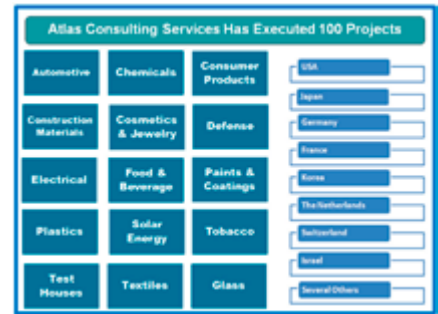 Atlas Consulting Services Has Executed 100 Projects
Automotive
Chemicals
Consumer
Products
Construction
Materials
Cosmetics
& Jewelry
Defense
Electrical
Food &
Beverage
Paints &
Coatings
Plastics
Solar
Energy
Tobacco
Test
Houses
Textiles
Glass
USA
Japan
Germany
France
Korea
The Netherlands
Switzerland
Israel
Several Others